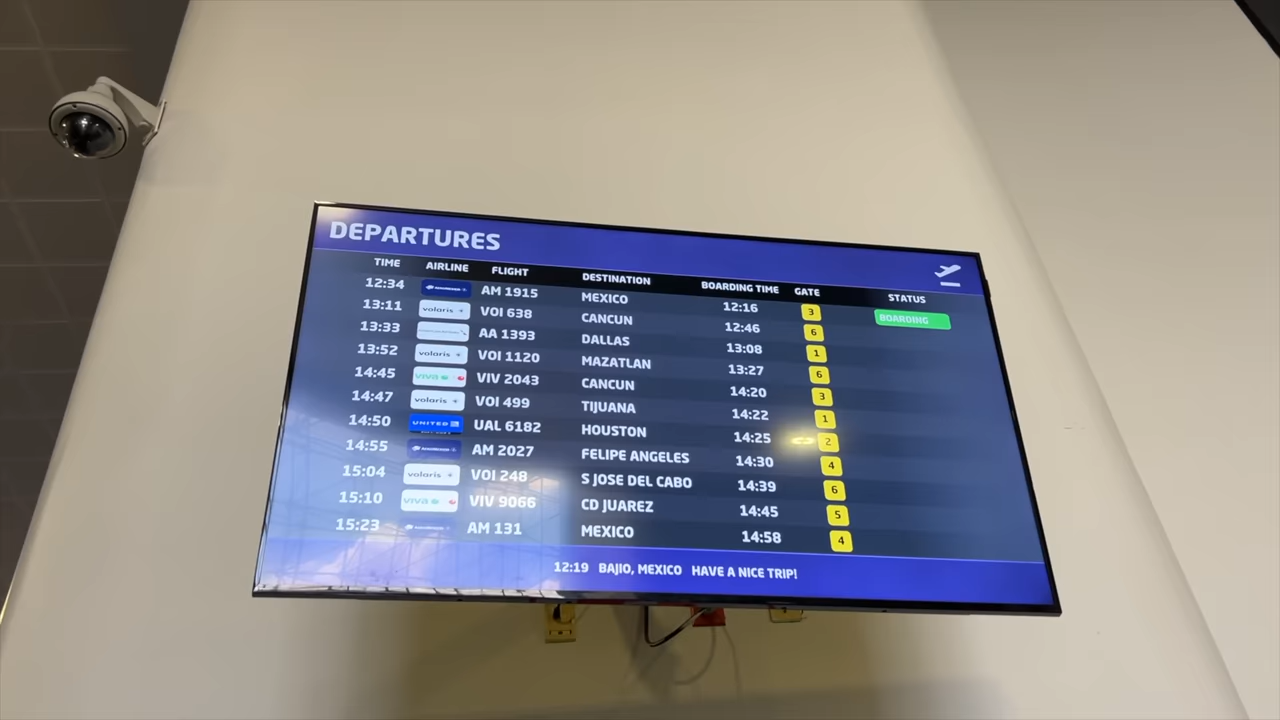 DEPARTURES
TIME AIRLINE FLIGHT DESTINATION BOARDING TIME GATE STATUS
12:34 AM 1915 MEXICO 12:16 3 BOARDING
13:11 volaris VOI 638 CANCUN 12:46 6
13:33 AA 1393 DALLAS 13:08 1
13:52 volaris VOI 1120 MAZATLAN 13:27 6
14:45 viva VIV 2043 CANCUN 14:20 3
14:47 volaris VOI 499 TIJUANA 14:22 1
14:50 UNITED UAL 6182 HOUSTON 14:25 2
14:55 AM 2027 FELIPE ANGELES 14:30 4
15:04 volaris VOI 248 S JOSE DEL CABO 14:39 6
15:10 viva VIV 9066 CD JUAREZ 14:45 5
15:23 AM 131 MEXICO 14:58 4
12:19 BAJIO, MEXICO HAVE A NICE TRIP!